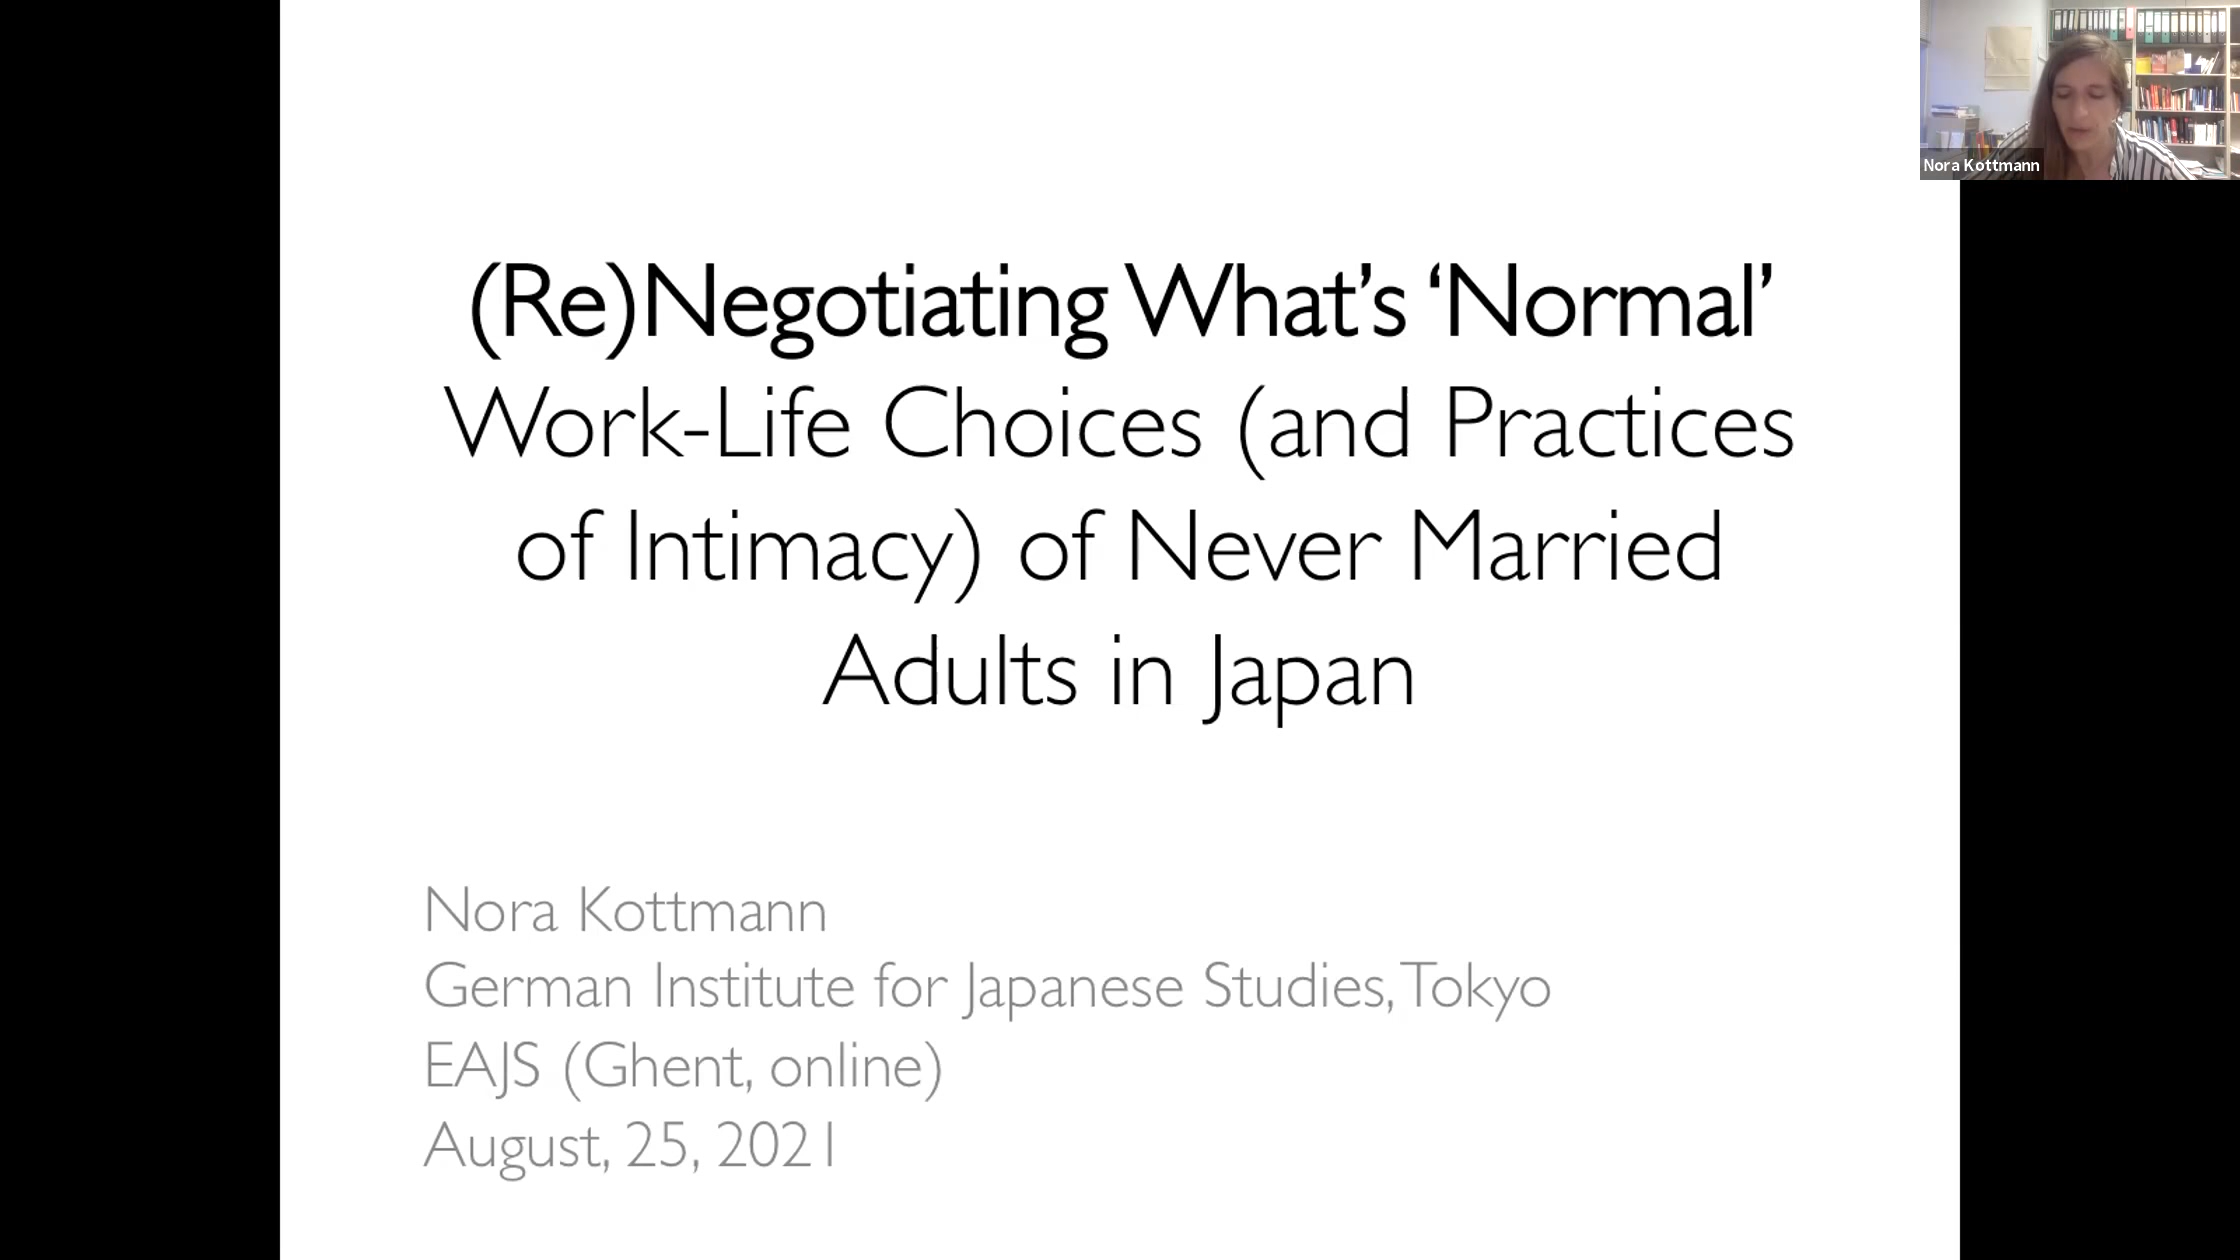 Nora Kottmann
(Re)Negotiating What’s ‘Normal’
Work-Life Choices (and Practices
of Intimacy) of Never Married
Adults in Japan
Nora Kottmann
German Institute for Japanese Studies, Tokyo
EAJS (Ghent, online)
August, 25, 2021